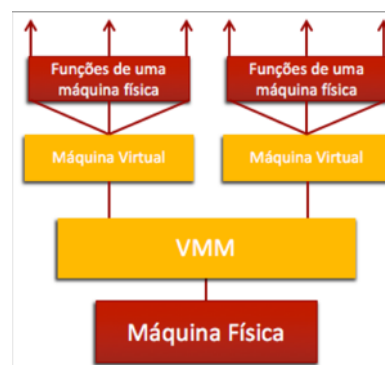 Funções de uma
máquina física
Funções de uma
máquina física
Máquina Virtual
Máquina Virtual
VMM
Máquina Física